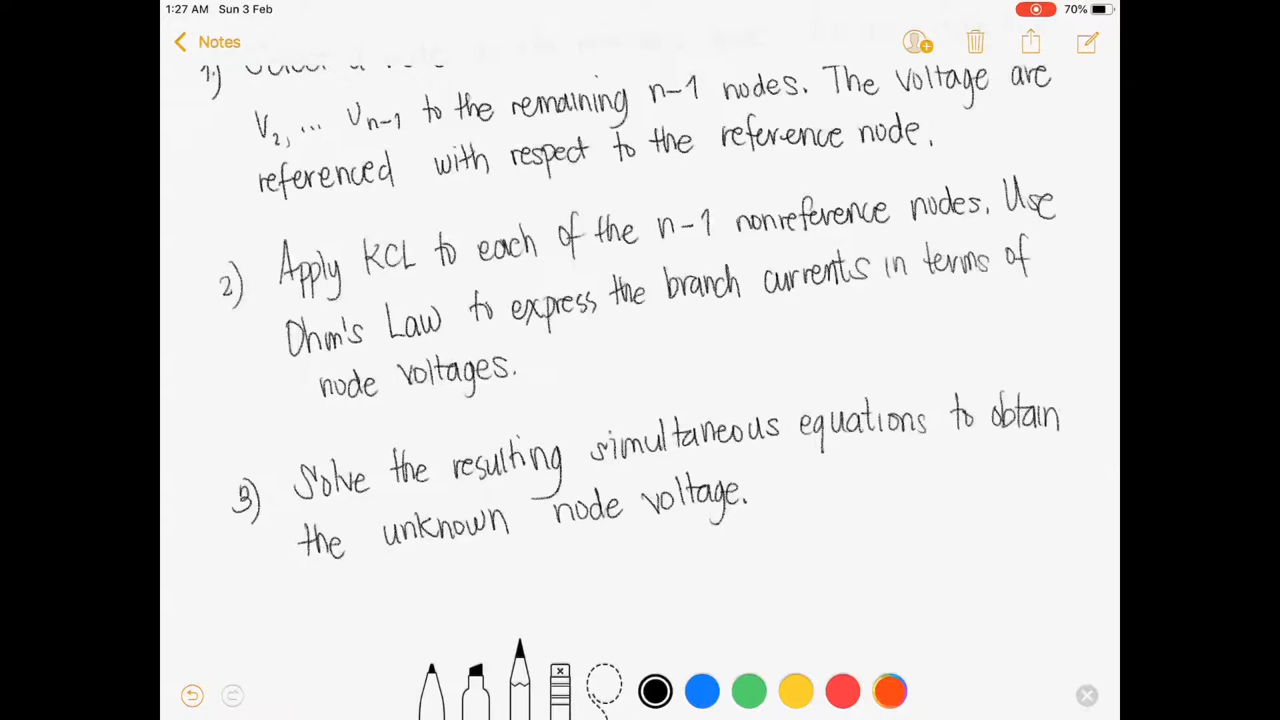 1:27 AM Sun 3 Feb
70%
Notes
1.)
V2, ... Vn-1 to the remaining n-1 nodes. The voltage are
referenced with respect to the reference node.
2) Apply KCL to each of the n-1 nonreference nodes. Use
Ohm's Law to express the branch currents in terms of
node voltages.
3) Solve the resulting simultaneous equations to obtain
the unknown node voltage.